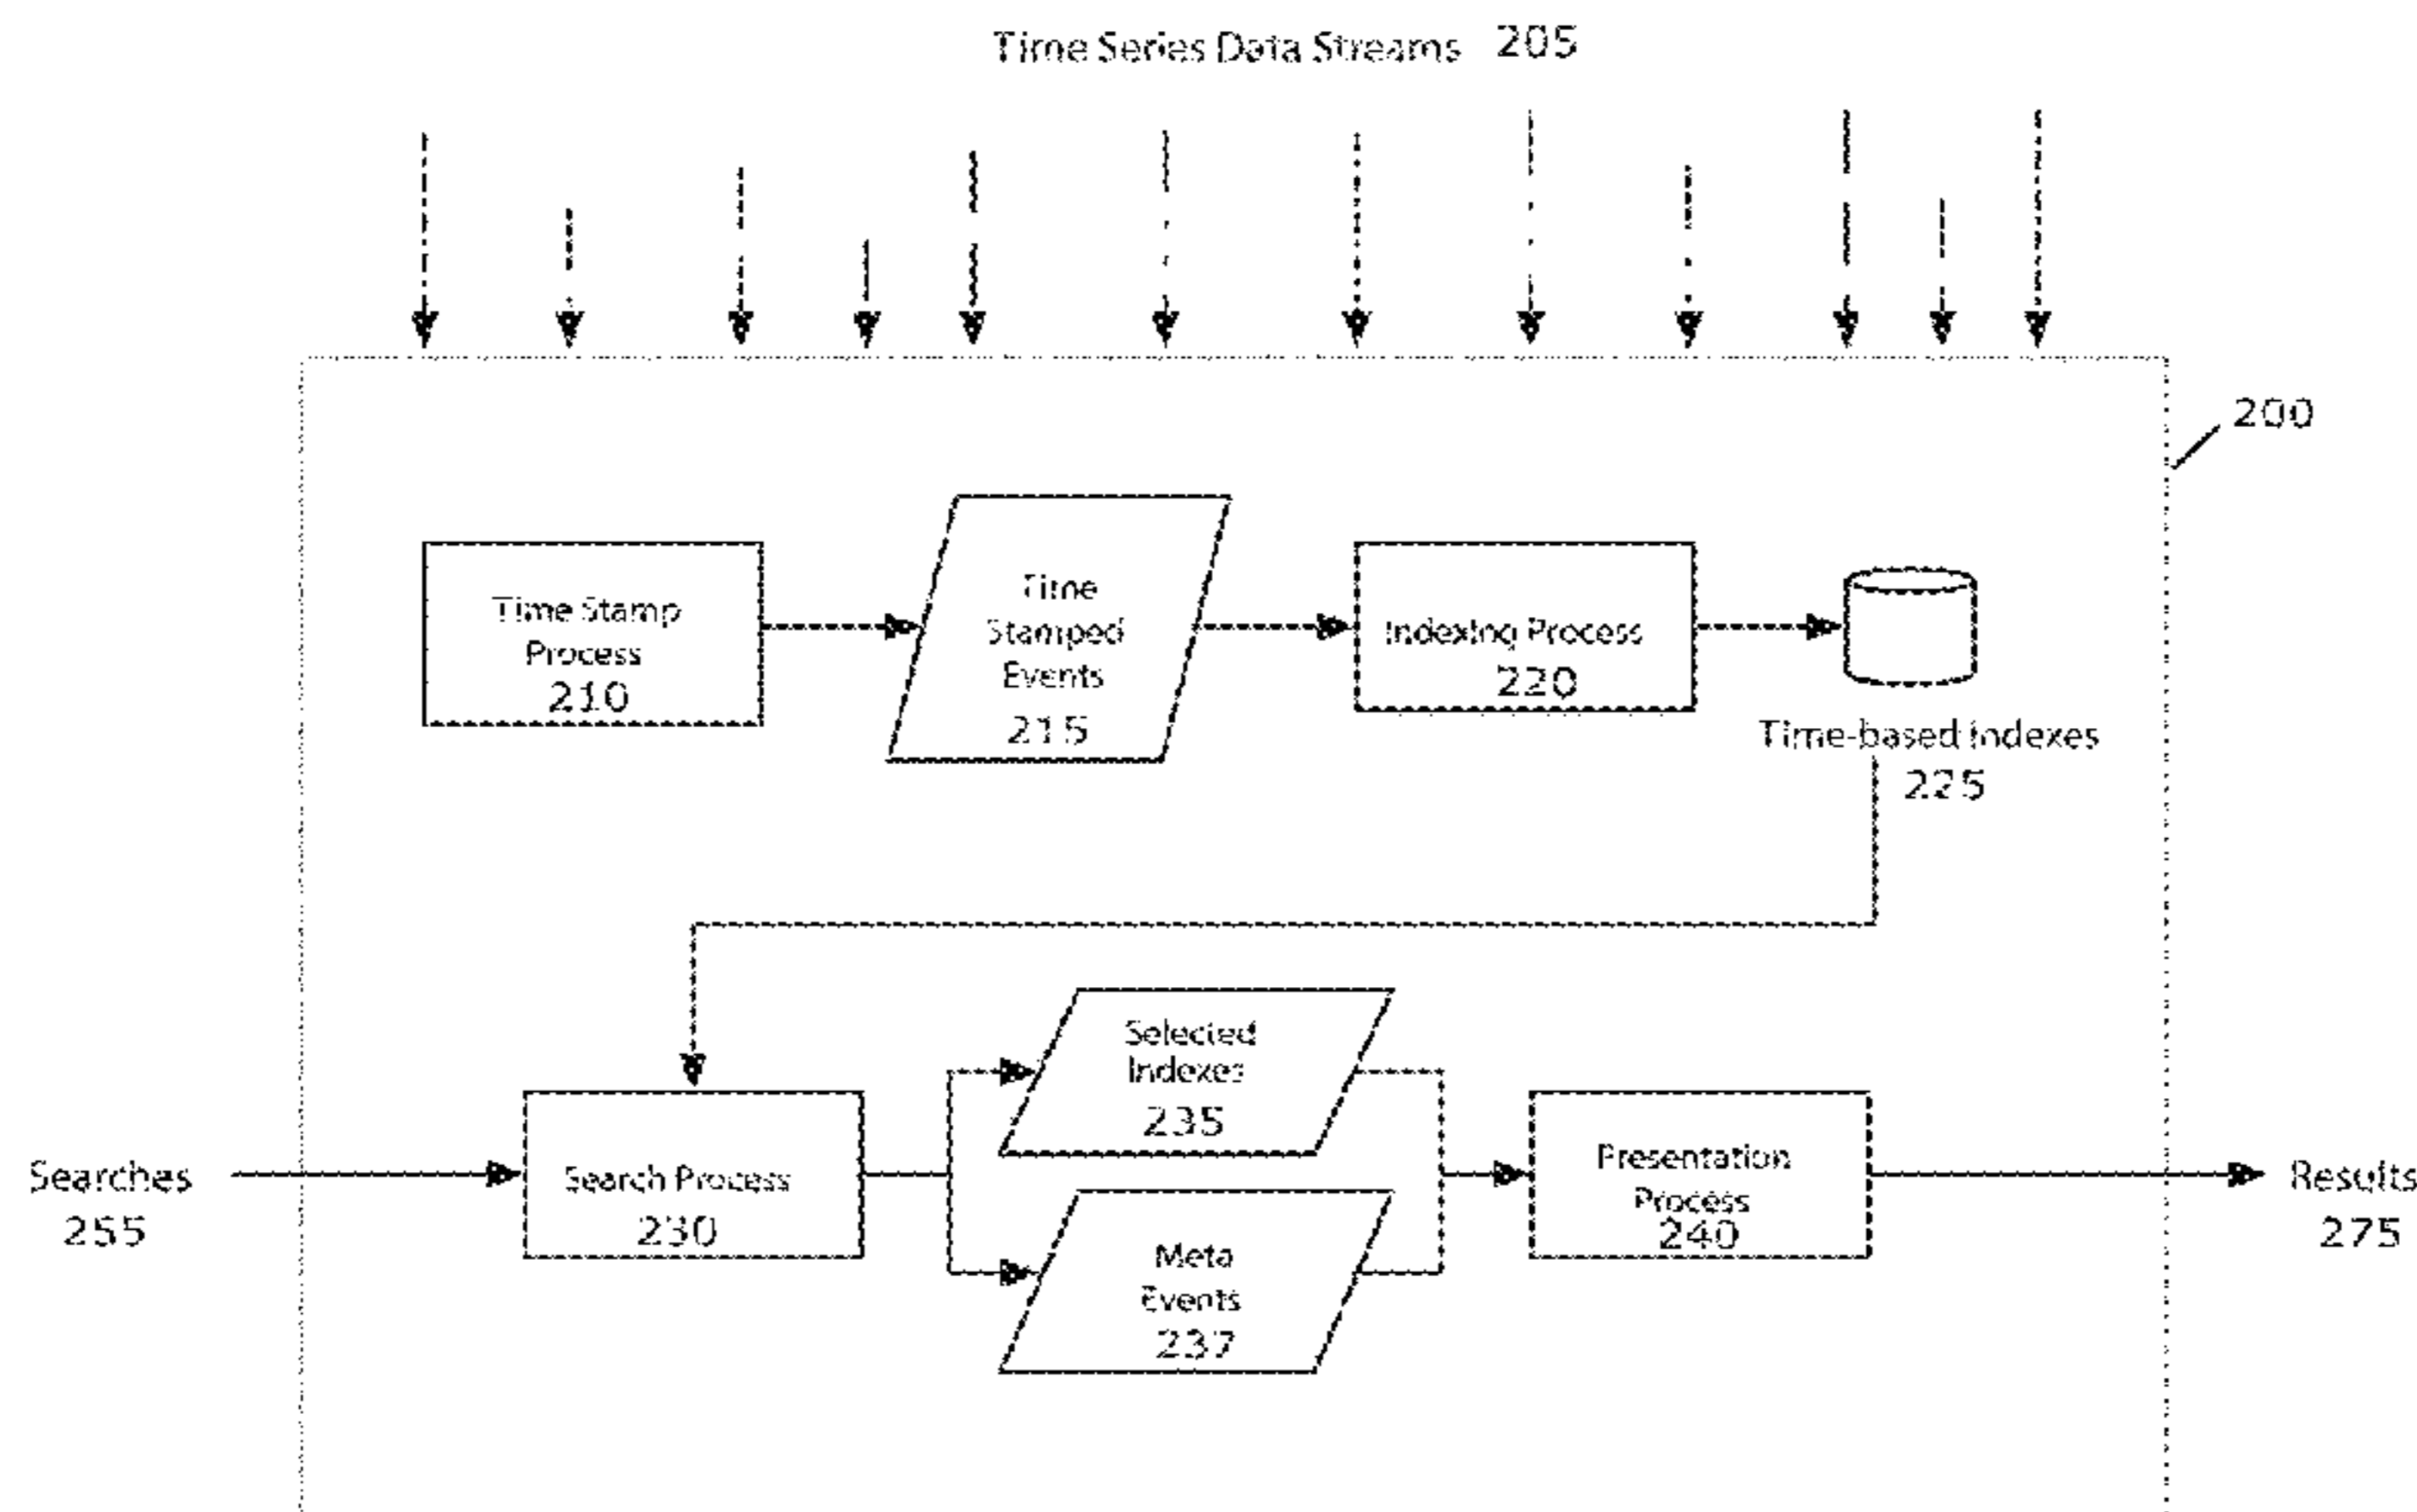 Time Series Data Streams 205
200
Time Stamp
Process
210
Time
Stamped
Events
215
Indexing Process
220
Time-based Indexes
225
Searches
255
Search Process
230
Selected
Indexes
235
Meta
Events
237
Presentation
Process
240
Results
275